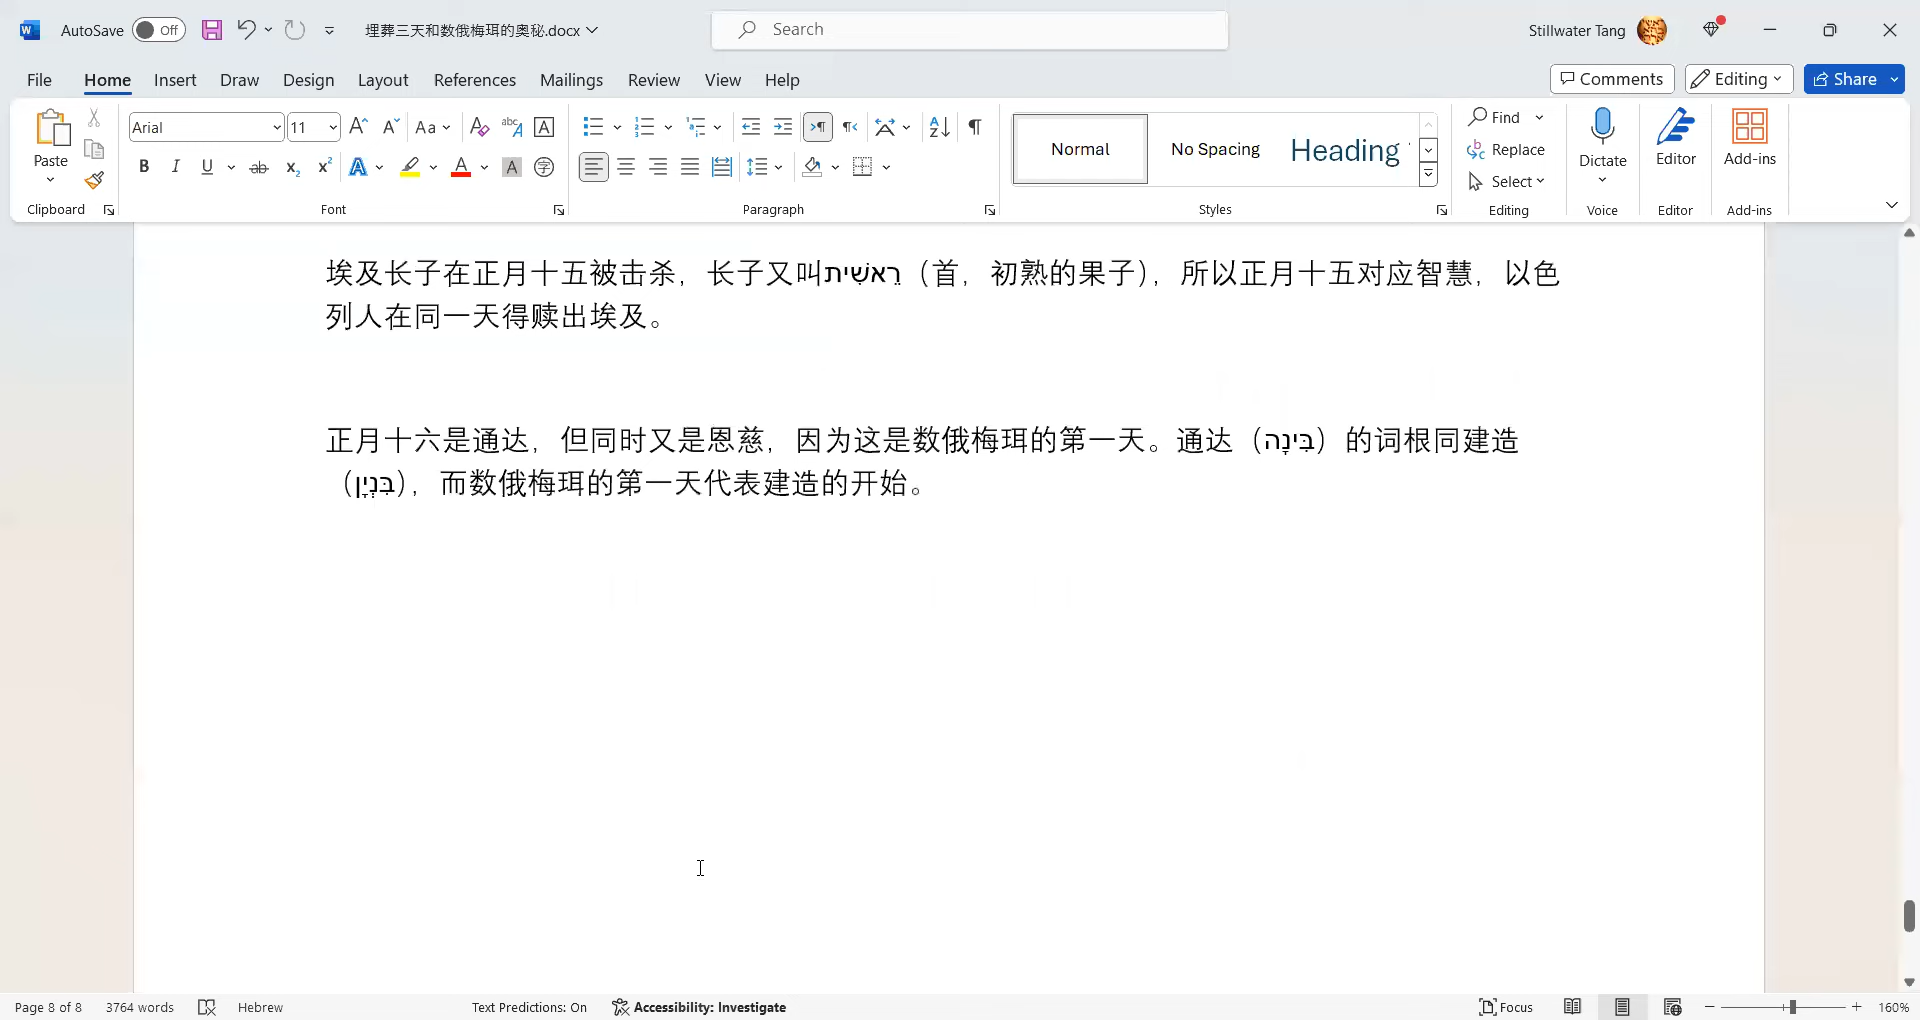 AutoSave Off 埋葬三天和数俄梅珥的奥秘.docx Search Stillwater Tang
File Home Insert Draw Design Layout References Mailings Review View Help Comments Editing Share
Paste Arial 11 Aa Normal No Spacing Heading Find Replace Select Dictate Editor Add-ins
Clipboard Font Paragraph Styles Editing Voice Editor Add-ins
埃及长子在正月十五被击杀，长子又叫רֵאשִׁית（首，初熟的果子），所以正月十五对应智慧，以色
列人在同一天得赎出埃及。
正月十六是通达，但同时又是恩慈，因为这是数俄梅珥的第一天。通达（בִּינָה）的词根同建造
（בִּנְיָן），而数俄梅珥的第一天代表建造的开始。
Page 8 of 8 3764 words Hebrew Text Predictions: On Accessibility: Investigate Focus 160%